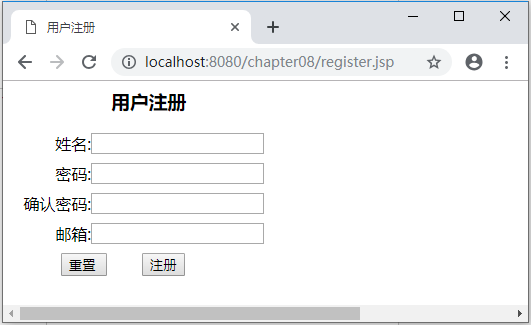 用户注册
localhost:8080/chapter08/register.jsp
用户注册
姓名:
密码:
确认密码:
邮箱:
重置 注册